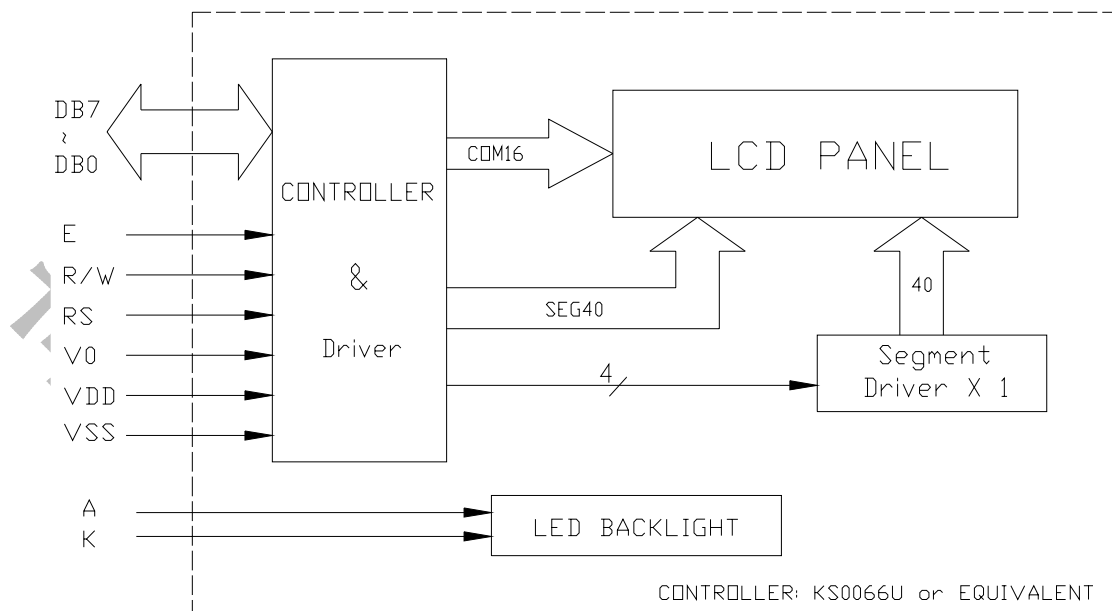 DB7
~
DB0
E
R/W
RS
V0
VDD
VSS
A
K
CONTROLLER
&
Driver
COM16
SEG40
4
LCD PANEL
40
Segment
Driver X 1
LED BACKLIGHT
CONTROLLER: KS0066U or EQUIVALENT